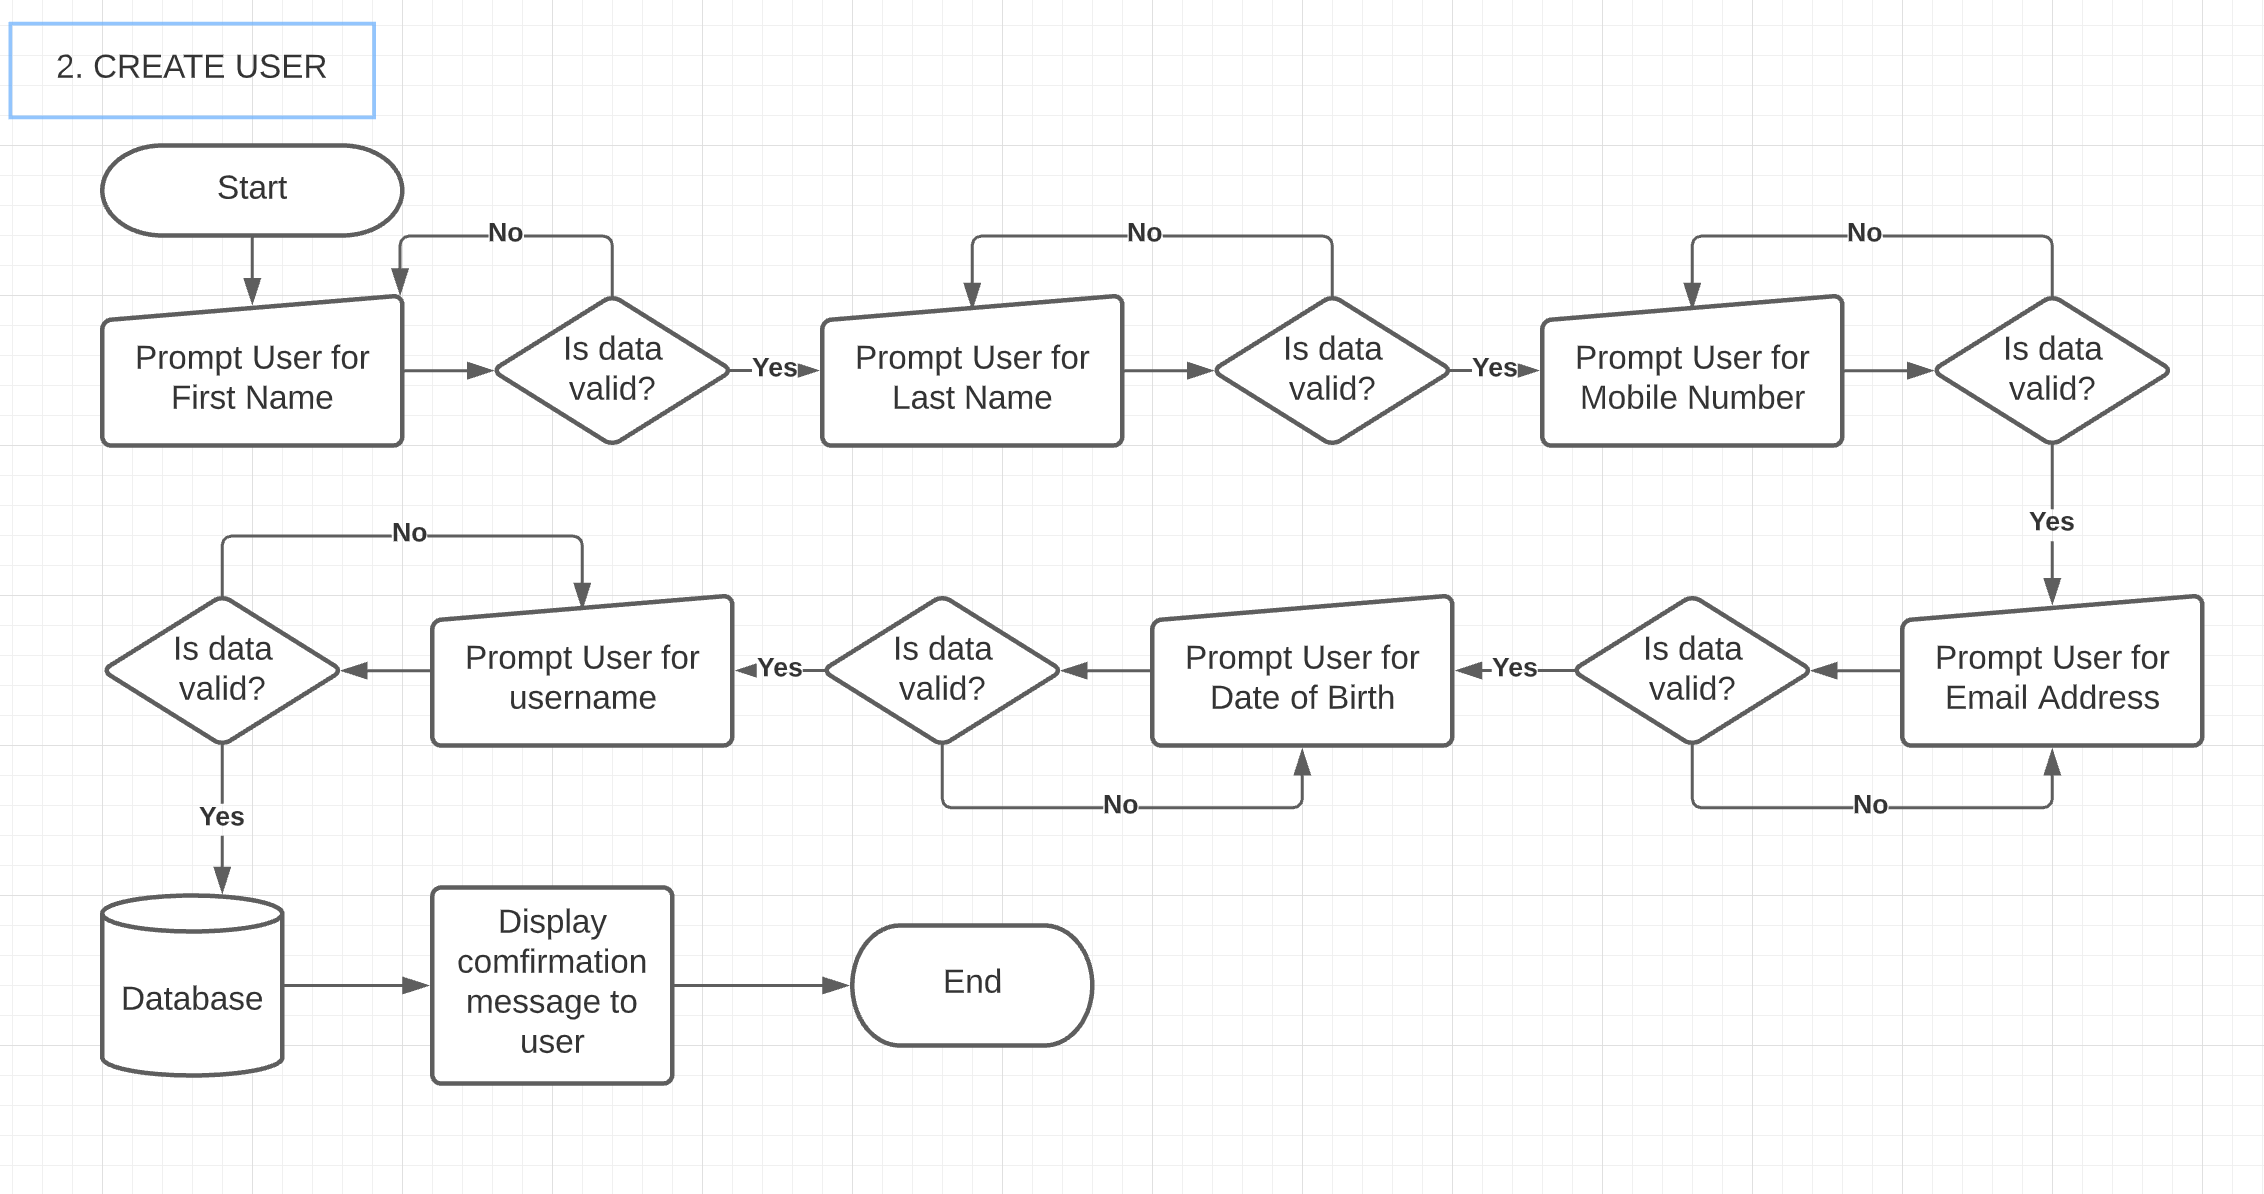 2. CREATE USER
Start
No
No
No
Prompt User for
First Name
Is data
valid?
Yes
Prompt User for
Last Name
Is data
valid?
Yes
Prompt User for
Mobile Number
Is data
valid?
Yes
Prompt User for
Email Address
Is data
valid?
No
Yes
Prompt User for
Date of Birth
Is data
valid?
No
Yes
Prompt User for
username
No
Is data
valid?
Yes
Database
Display
comfirmation
message to
user
End